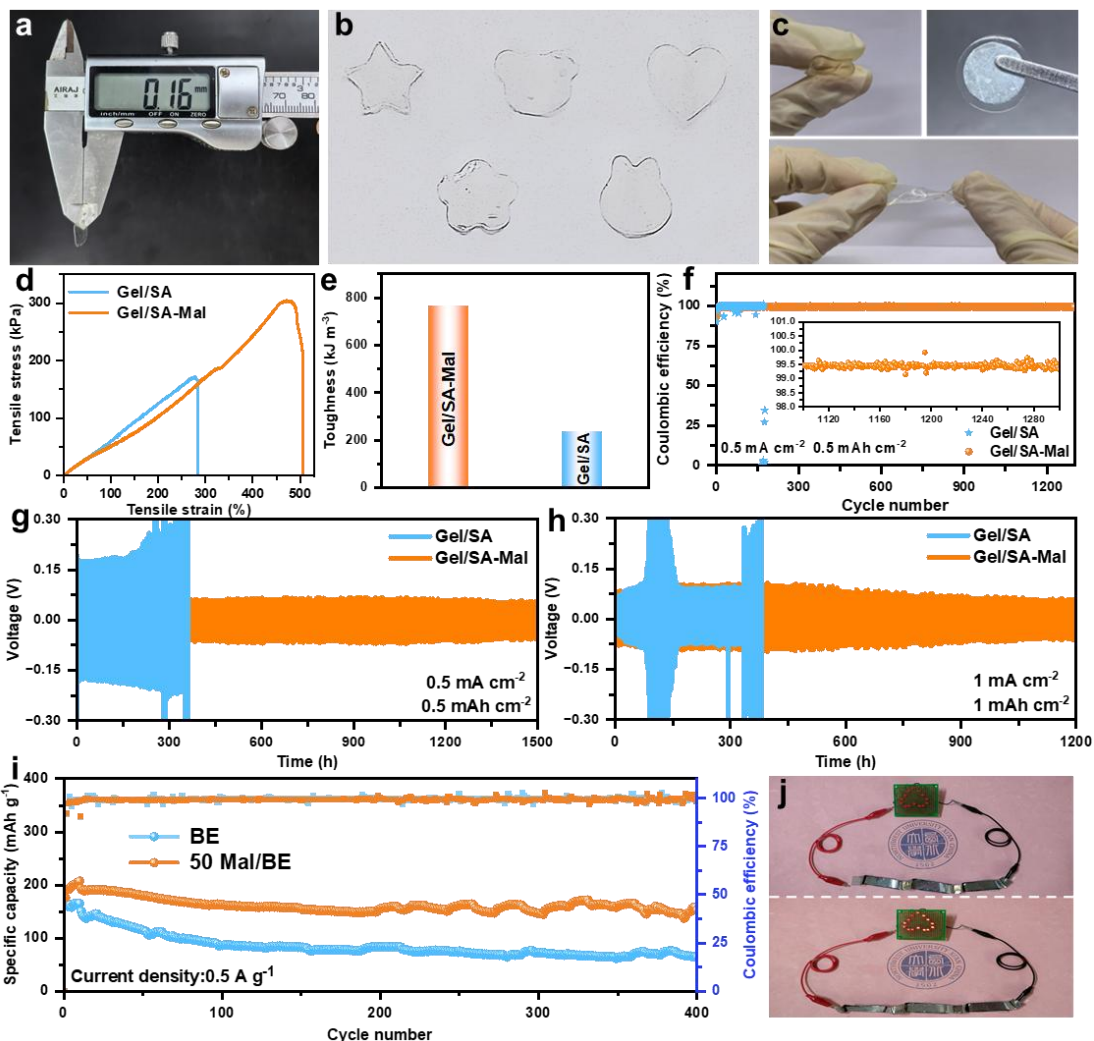 a
AIRAJ
0.16 mm
inch/mm OFF ON ZERO
70 80
b
c
d
Gel/SA
Gel/SA-Mal
Tensile stress (kPa)
300
200
100
0
0 100 200 300 400 500
Tensile strain (%)
e
Toughness (kJ m⁻³)
800
600
400
200
0
Gel/SA-Mal
Gel/SA
f
Coulombic efficiency (%)
100
75
50
25
0
101.0
100.5
100.0
99.5
99.0
98.5
98.0
1120 1160 1200 1240 1280
0.5 mA cm⁻² 0.5 mAh cm⁻²
Gel/SA
Gel/SA-Mal
0 300 600 900 1200
Cycle number
g
Voltage (V)
0.30
0.15
0.00
−0.15
−0.30
Gel/SA
Gel/SA-Mal
0.5 mA cm⁻²
0.5 mAh cm⁻²
0 300 600 900 1200 1500
Time (h)
h
Voltage (V)
0.30
0.15
0.00
−0.15
−0.30
Gel/SA
Gel/SA-Mal
1 mA cm⁻²
1 mAh cm⁻²
0 150 300 450 600 750 900 1050 1200
Time (h)
i
Specific capacity (mAh g⁻¹)
400
300
200
100
0
BE
50 Mal/BE
Current density:0.5 A g⁻¹
0 100 200 300 400
Cycle number
100
75
50
25
0
Coulombic efficiency (%)
j
1902
1902